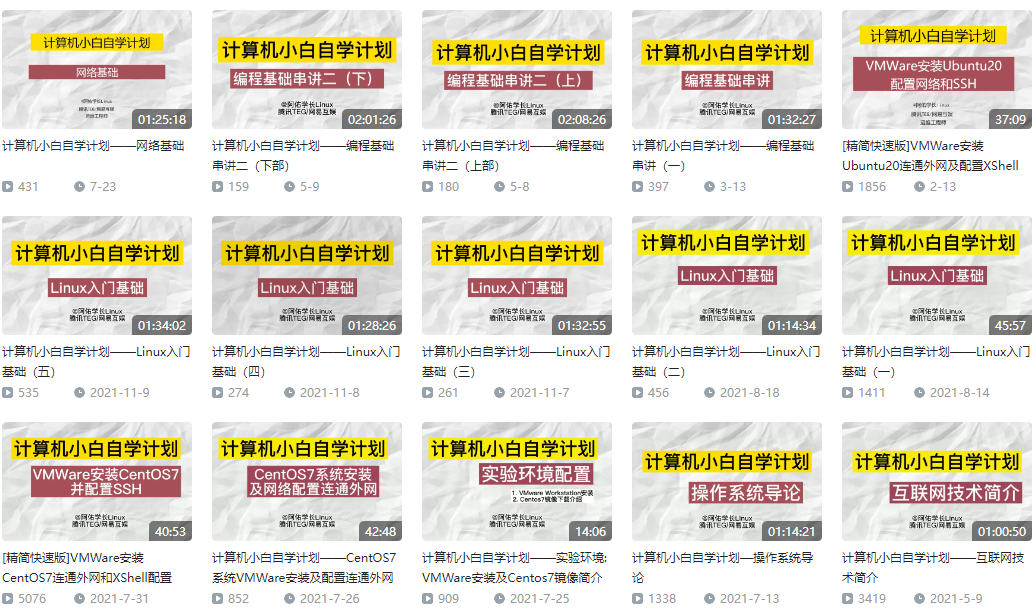 计算机小白自学计划
网络基础
@阿佑学长Linux
腾讯TEG/网易互娱
运维工程师
01:25:18
计算机小白自学计划——网络基础
431 7-23
计算机小白自学计划
编程基础串讲二（下）
@阿佑学长Linux
腾讯TEG/网易互娱
02:01:26
计算机小白自学计划——编程基础
串讲二（下部）
159 5-9
计算机小白自学计划
编程基础串讲二（上）
@阿佑学长Linux
腾讯TEG/网易互娱
02:08:26
计算机小白自学计划——编程基础
串讲二（上部）
180 5-8
计算机小白自学计划
编程基础串讲
@阿佑学长Linux
腾讯TEG/网易互娱
01:32:27
计算机小白自学计划——编程基础
串讲（一）
397 3-13
计算机小白自学计划
VMWare安装Ubuntu20
配置网络和SSH
@阿佑学长Linux
腾讯TEG/网易互娱
运维工程师
37:09
[精简快速版]VMWare安装
Ubuntu20连通外网及配置XShell
1856 2-13
计算机小白自学计划
Linux入门基础
@阿佑学长Linux
腾讯TEG/网易互娱
01:34:02
计算机小白自学计划——Linux入门
基础（五）
535 2021-11-9
计算机小白自学计划
Linux入门基础
@阿佑学长Linux
腾讯TEG/网易互娱
01:28:26
计算机小白自学计划——Linux入门
基础（四）
274 2021-11-8
计算机小白自学计划
Linux入门基础
@阿佑学长Linux
腾讯TEG/网易互娱
01:32:55
计算机小白自学计划——Linux入门
基础（三）
261 2021-11-7
计算机小白自学计划
Linux入门基础
@阿佑学长Linux
腾讯TEG/网易互娱
01:14:34
计算机小白自学计划——Linux入门
基础（二）
456 2021-8-18
计算机小白自学计划
Linux入门基础
@阿佑学长Linux
腾讯TEG/网易互娱
45:57
计算机小白自学计划——Linux入门
基础（一）
1411 2021-8-14
计算机小白自学计划
VMWare安装CentOS7
并配置SSH
@阿佑学长Linux
腾讯TEG/网易互娱
40:53
[精简快速版]VMWare安装
CentOS7连通外网和XShell配置
5076 2021-7-31
计算机小白自学计划
CentOS7系统安装
及网络配置连通外网
@阿佑学长Linux
腾讯TEG/网易互娱
42:48
计算机小白自学计划——CentOS7
系统VMWare安装及配置连通外网
852 2021-7-26
计算机小白自学计划
实验环境配置
1. VMware Workstation安装
2. Centos7镜像下载介绍
@阿佑学长Linux
腾讯TEG/网易互娱
14:06
计算机小白自学计划——实验环境:
VMWare安装及Centos7镜像简介
909 2021-7-25
计算机小白自学计划
操作系统导论
@阿佑学长Linux
腾讯TEG/网易互娱
01:14:21
计算机小白自学计划—操作系统导
论
1338 2021-7-13
计算机小白自学计划
互联网技术简介
@阿佑学长Linux
腾讯TEG/网易互娱
01:00:50
计算机小白自学计划——互联网技
术简介
3419 2021-5-9